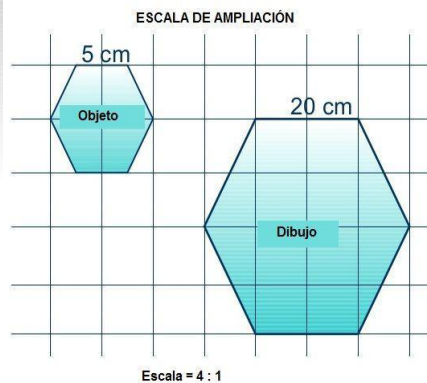 ESCALA DE AMPLIACIÓN
5 cm
Objeto
20 cm
Dibujo
Escala = 4 : 1